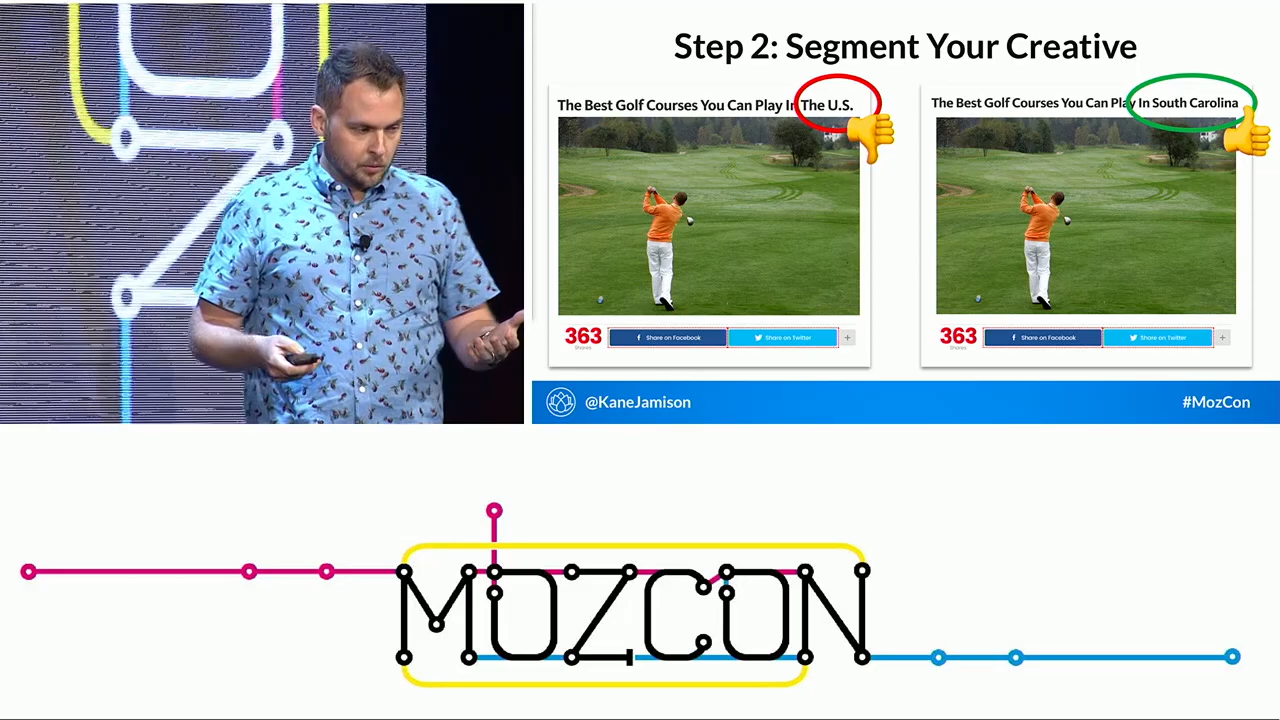 Step 2: Segment Your Creative
The Best Golf Courses You Can Play In The U.S.
363
Shares
Share on Facebook
Share on Twitter
+
The Best Golf Courses You Can Play In South Carolina
363
Shares
Share on Facebook
Share on Twitter
+
@KaneJamison
#MozCon
MOZCON